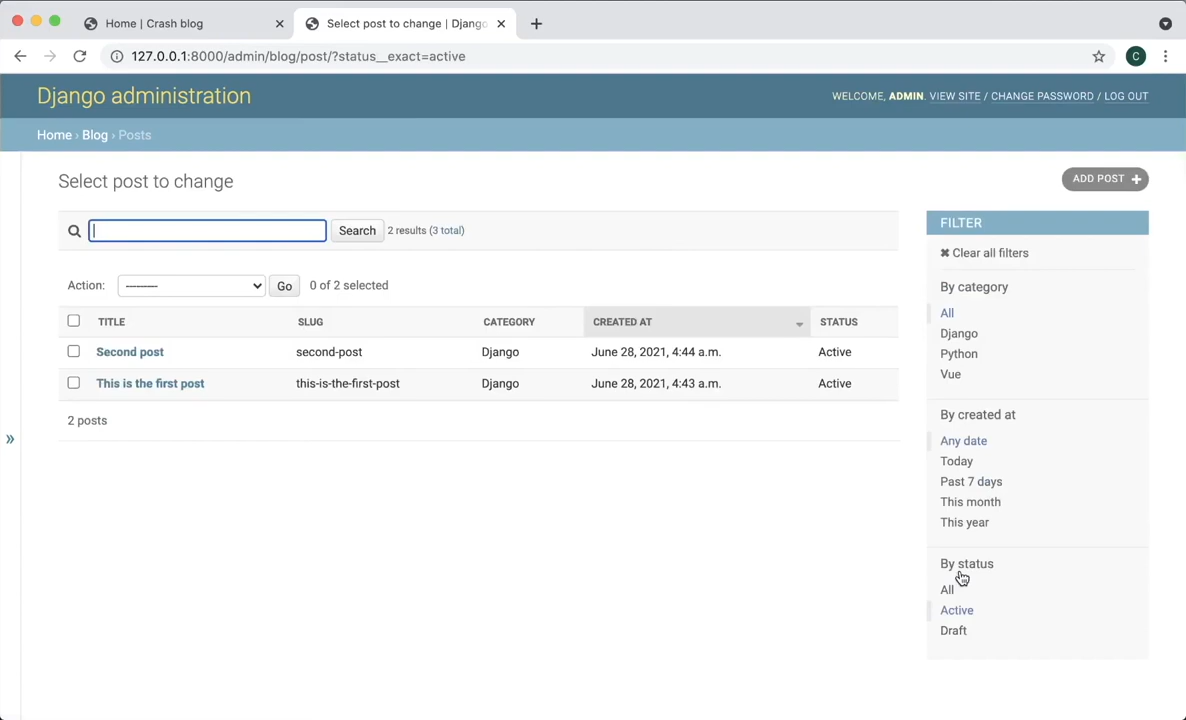 Home | Crash blog
Select post to change | Django
127.0.0.1:8000/admin/blog/post/?status__exact=active
C
Django administration
WELCOME, ADMIN. VIEW SITE / CHANGE PASSWORD / LOG OUT
Home › Blog › Posts
Select post to change
ADD POST +
Search 2 results (3 total)
Action: --------- Go 0 of 2 selected
TITLE SLUG CATEGORY CREATED AT STATUS
Second post second-post Django June 28, 2021, 4:44 a.m. Active
This is the first post this-is-the-first-post Django June 28, 2021, 4:43 a.m. Active
2 posts
»
FILTER
✖ Clear all filters
By category
All
Django
Python
Vue
By created at
Any date
Today
Past 7 days
This month
This year
By status
All
Active
Draft